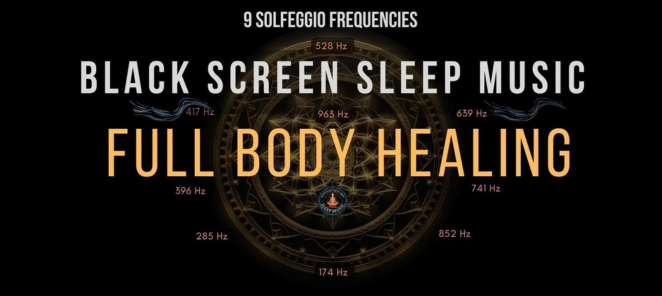 9 SOLFEGGIO FREQUENCIES
528 Hz
BLACK SCREEN SLEEP MUSIC
417 Hz
963 Hz
639 Hz
FULL BODY HEALING
396 Hz
741 Hz
285 Hz
852 Hz
174 Hz